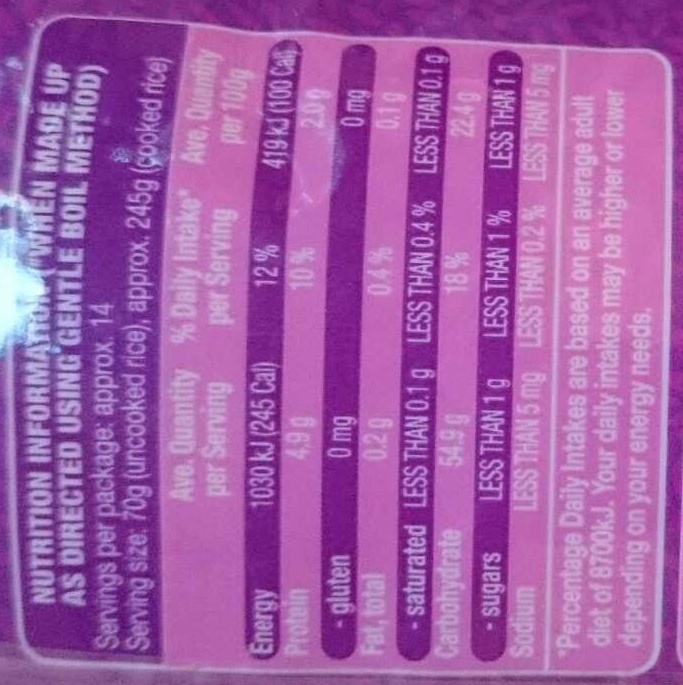 NUTRITION INFORMATION ("WHEN MADE UP
AS DIRECTED USING GENTLE BOIL METHOD)
Servings per package: approx. 14
Serving size: 70g (uncooked rice), approx. 245g (cooked rice)
Ave. Quantity % Daily Intake* Ave. Quantity
per Serving per Serving per 100g
Energy 1030 kJ (245 Cal) 12% 419 kJ (100 Cal)
Protein 4.9 g 10% 2.0 g
- gluten 0 mg 0 mg
Fat, total 0.2 g 0.4% 0.1 g
- saturated LESS THAN 0.1 g LESS THAN 0.4% LESS THAN 0.1 g
Carbohydrate 54.9 g 18% 22.4 g
- sugars LESS THAN 1 g LESS THAN 1% LESS THAN 1 g
Sodium LESS THAN 5 mg LESS THAN 0.2% LESS THAN 5 mg
*Percentage Daily Intakes are based on an average adult
diet of 8700kJ. Your daily intakes may be higher or lower
depending on your energy needs.